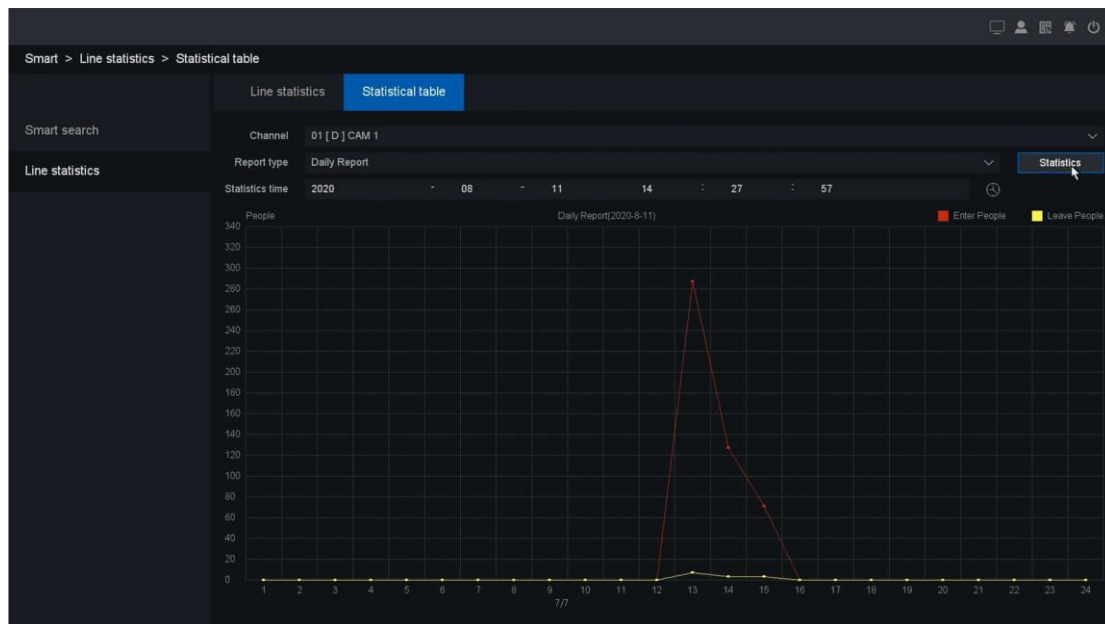 Smart > Line statistics > Statistical table
Line statistics Statistical table
Smart search
Line statistics
Channel 01 [ D ] CAM 1
Report type Daily Report Statistics
Statistics time 2020 - 08 - 11 14 : 27 : 57
People Daily Report(2020-8-11) Enter People Leave People
340
320
300
280
260
240
220
200
180
160
140
120
100
80
60
40
20
0
1 2 3 4 5 6 7 8 9 10 11 12 13 14 15 16 17 18 19 20 21 22 23 24
7/7